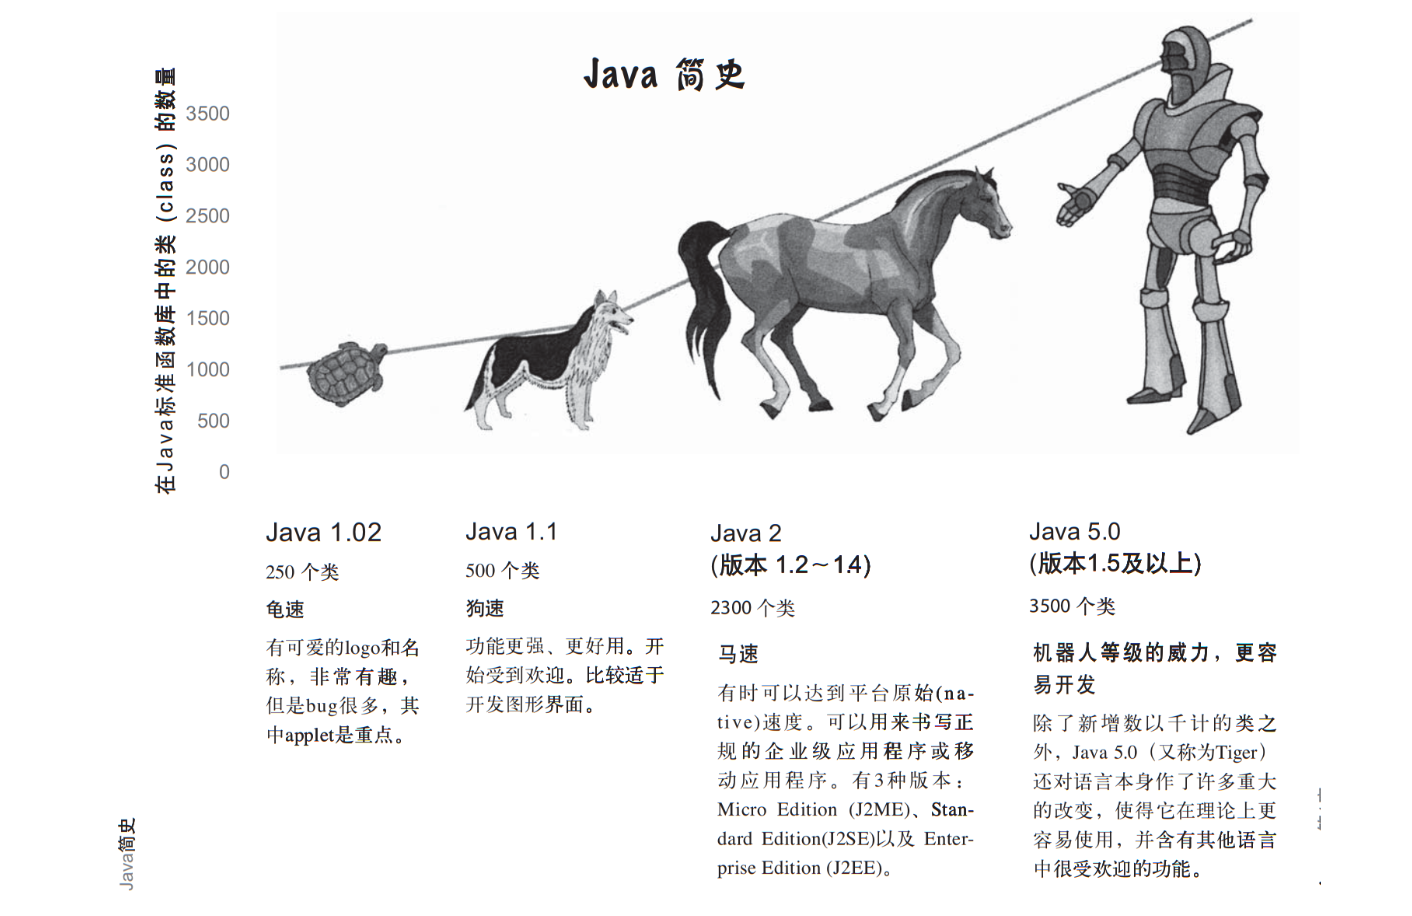 Java 简史
在Java标准函数库中的类 (class) 的数量
3500
3000
2500
2000
1500
1000
500
0
Java 1.02
250 个类
龟速
有可爱的logo和名
称，非常有趣，
但是bug很多，其
中applet是重点。
Java 1.1
500 个类
狗速
功能更强、更好用。开
始受到欢迎。比较适于
开发图形界面。
Java 2
(版本 1.2～1.4)
2300 个类
马速
有时可以达到平台原始(na-
tive)速度。可以用来书写正
规的企业级应用程序或移
动应用程序。有3种版本：
Micro Edition (J2ME)、Stan-
dard Edition(J2SE)以及 Enter-
prise Edition (J2EE)。
Java 5.0
(版本1.5及以上)
3500 个类
机器人等级的威力，更容
易开发
除了新增数以千计的类之
外，Java 5.0（又称为Tiger）
还对语言本身作了许多重大
的改变，使得它在理论上更
容易使用，并含有其他语言
中很受欢迎的功能。
Java简史